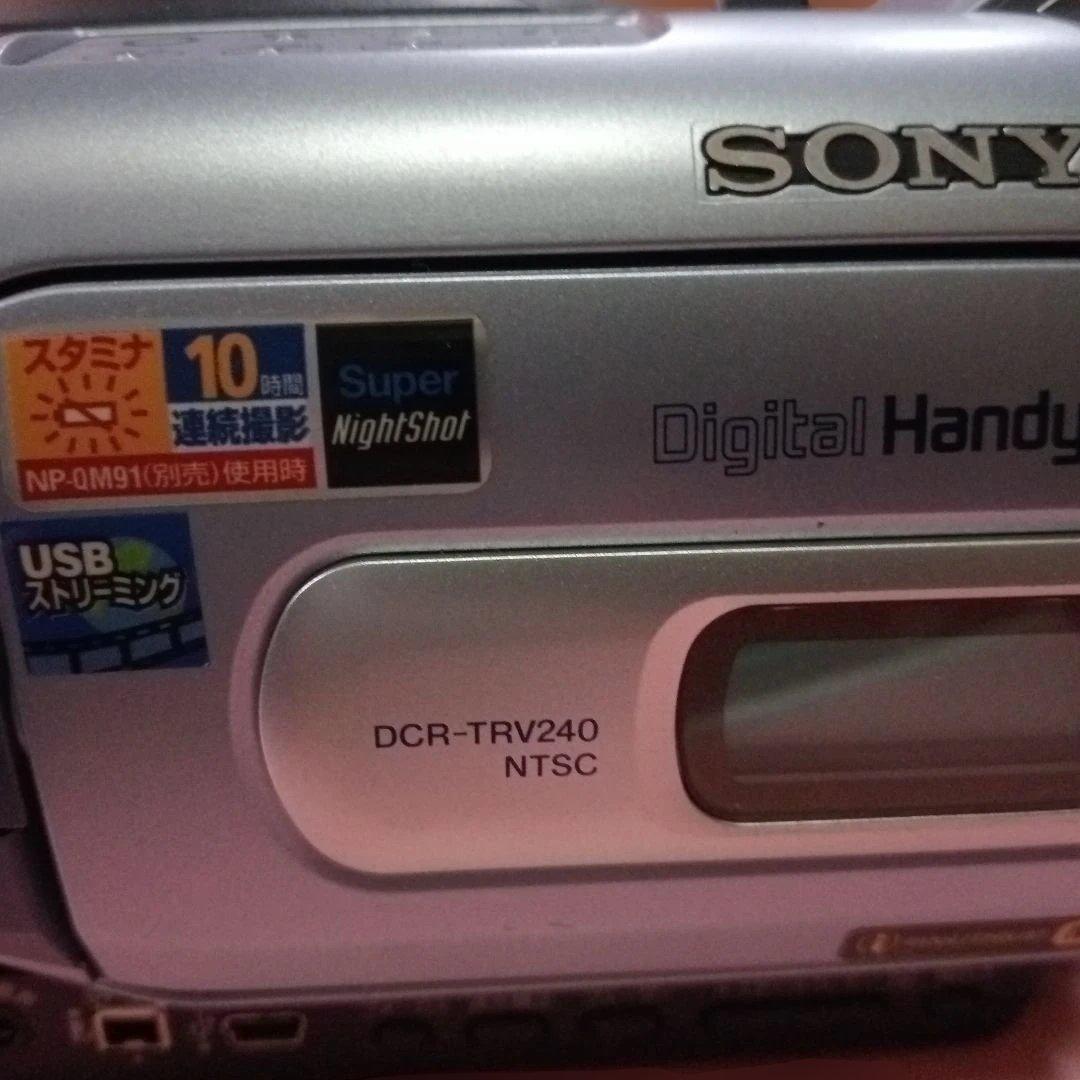 SONY
スタミナ
10時間
連続撮影
NP-QM91(別売)使用時
Super
NightShot
Digital Handy
USB
ストリーミング
DCR-TRV240
NTSC